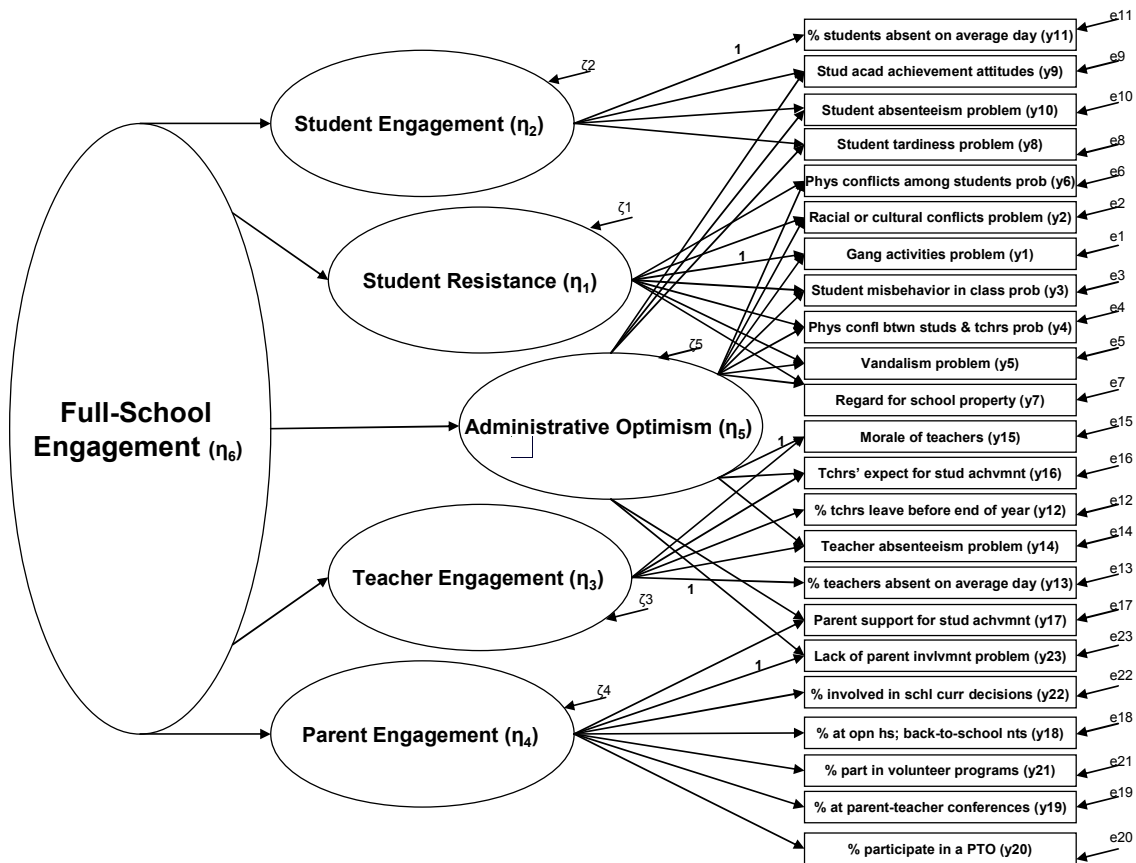 e11
% students absent on average day (y11)
1
ζ2
e9
Stud acad achievement attitudes (y9)
e10
Student absenteeism problem (y10)
Student Engagement (η2)
e8
Student tardiness problem (y8)
e6
Phys conflicts among students prob (y6)
ζ1
e2
Racial or cultural conflicts problem (y2)
e1
1
Gang activities problem (y1)
Student Resistance (η1)
e3
Student misbehavior in class prob (y3)
e4
Phys confl btwn studs & tchrs prob (y4)
ζ5
e5
Vandalism problem (y5)
e7
Regard for school property (y7)
Full-School
Engagement (η6)
Administrative Optimism (η5)
e15
1
Morale of teachers (y15)
e16
Tchrs' expect for stud achvmnt (y16)
e12
% tchrs leave before end of year (y12)
e14
Teacher absenteeism problem (y14)
Teacher Engagement (η3)
e13
% teachers absent on average day (y13)
1
ζ3
e17
Parent support for stud achvmnt (y17)
e23
Lack of parent invlvmnt problem (y23)
1
ζ4
e22
% involved in schl curr decisions (y22)
e18
% at opn hs; back-to-school nts (y18)
Parent Engagement (η4)
e21
% part in volunteer programs (y21)
e19
% at parent-teacher conferences (y19)
e20
% participate in a PTO (y20)